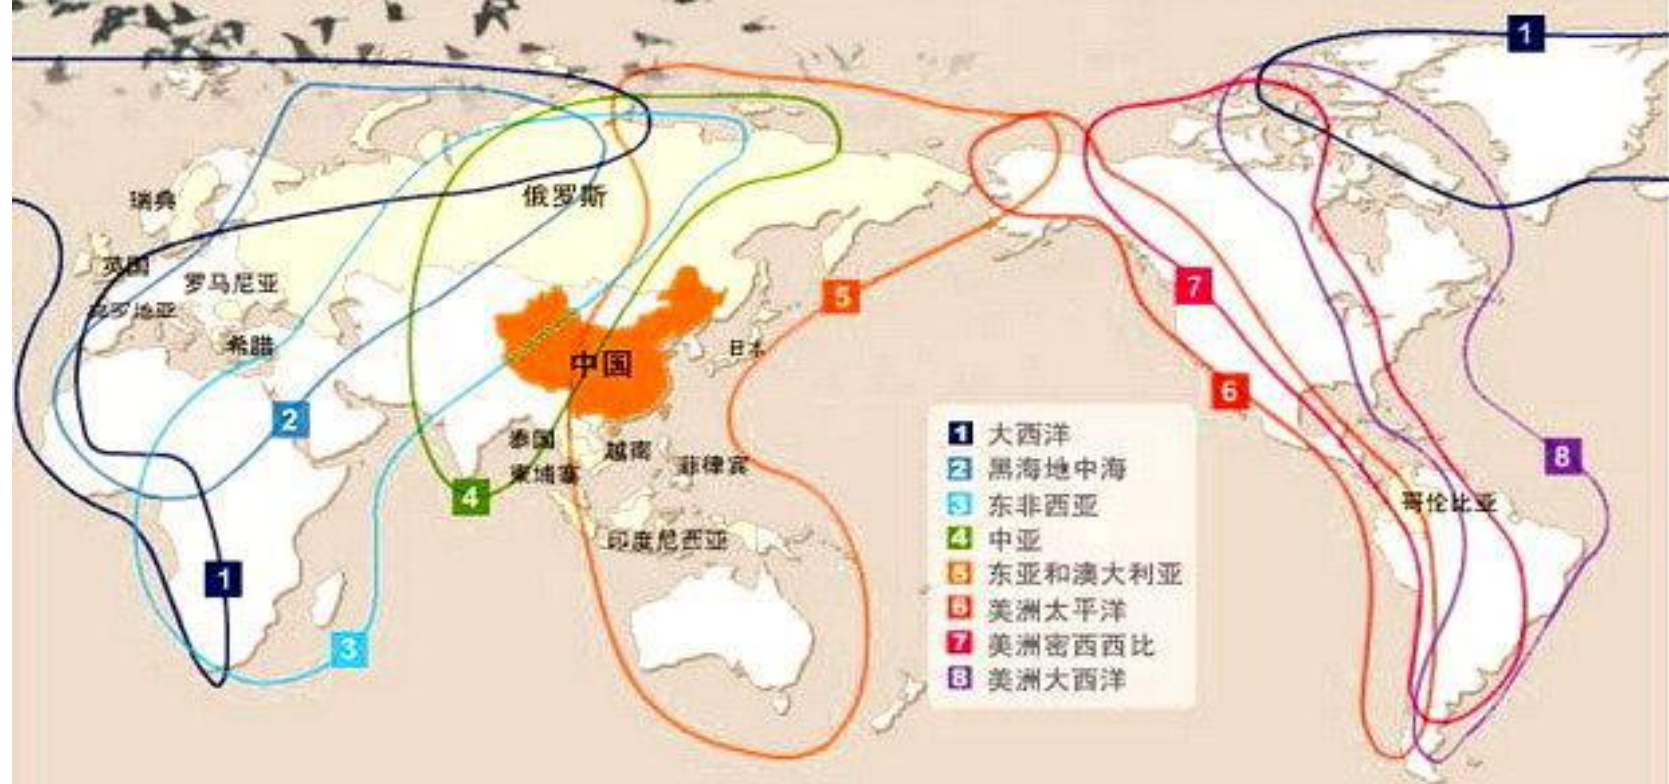 1
瑞典
俄罗斯
英国
罗马尼亚
克罗地亚
希腊
中国
日本
2
泰国
越南
菲律宾
柬埔寨
4
印度尼西亚
1
3
5
7
6
8
哥伦比亚
1 大西洋
2 黑海地中海
3 东非西亚
4 中亚
5 东亚和澳大利亚
6 美洲太平洋
7 美洲密西西比
8 美洲大西洋